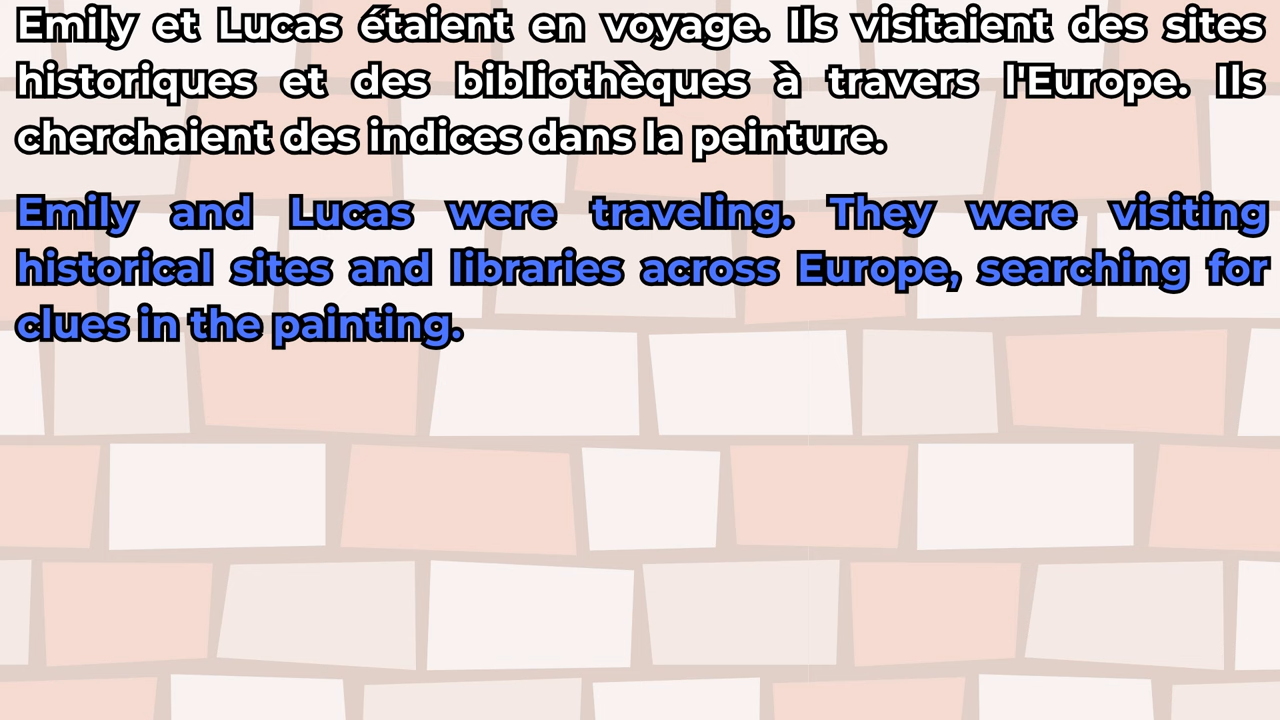 Emily et Lucas étaient en voyage. Ils visitaient des sites
historiques et des bibliothèques à travers l'Europe. Ils
cherchaient des indices dans la peinture.
Emily and Lucas were traveling. They were visiting
historical sites and libraries across Europe, searching for
clues in the painting.